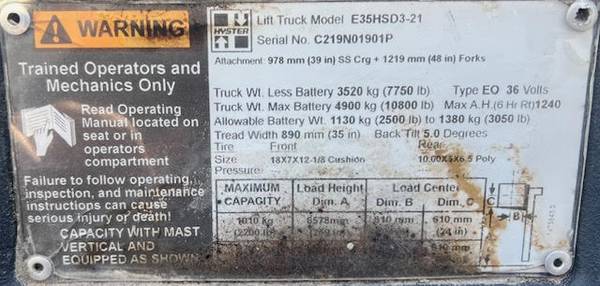 WARNING
Trained Operators and
Mechanics Only
Read Operating
Manual located on
seat or in
operators
compartment
Failure to follow operating,
inspection, and maintenance
instructions can cause
serious injury or death!
CAPACITY WITH MAST
VERTICAL AND
EQUIPPED AS SHOWN
HYSTER
Lift Truck Model E35HSD3-21
Serial No. C219N01901P
Attachment: 978 mm (39 in) SS Crg + 1219 mm (48 in) Forks
Truck Wt. Less Battery 3520 kg (7750 lb) Type EO 36 Volts
Truck Wt. Max Battery 4900 kg (10800 lb) Max A.H.(6 Hr Rt)1240
Allowable Battery Wt. 1130 kg (2500 lb) to 1380 kg (3050 lb)
Tread Width 890 mm (35 in) Back Tilt 5.0 Degrees
Tire Front Rear
Size 18X7X12-1/8 Cushion 10.00X5X6.5 Poly
Pressure
MAXIMUM CAPACITY
Load Height Dim. A
Load Center
Dim. B Dim. C
1010 kg 610 mm 610 mm
(2200 lb) (24 in)
610 mm
C
B